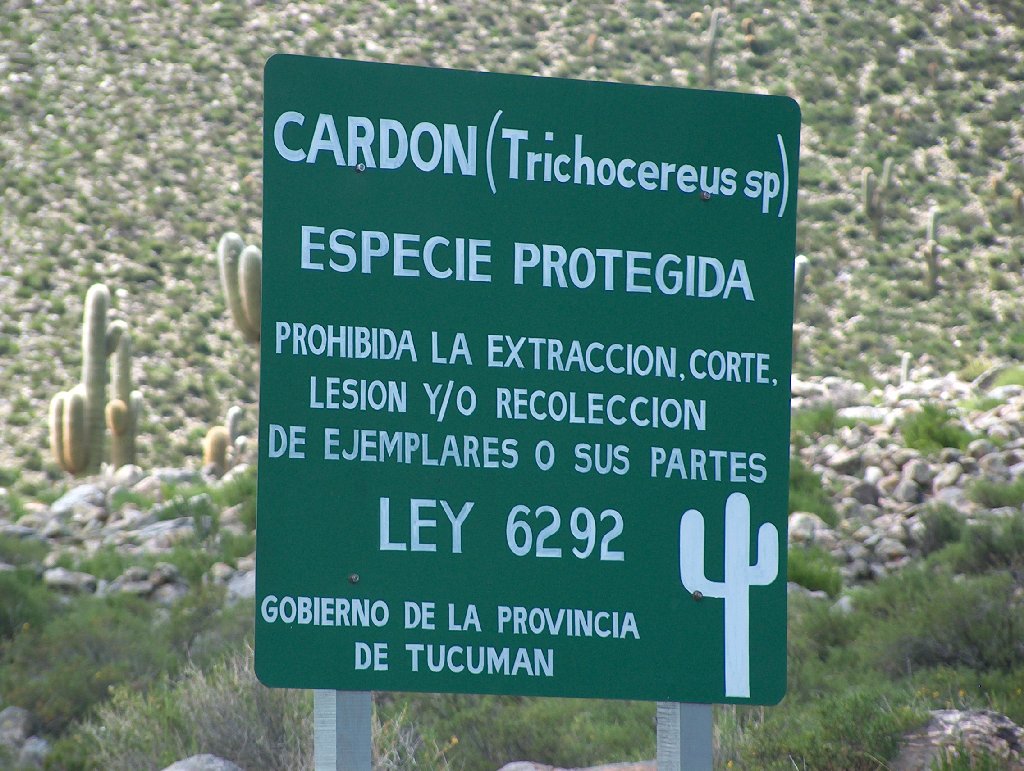 CARDON (Trichocereus sp)
ESPECIE PROTEGIDA
PROHIBIDA LA EXTRACCION, CORTE,
LESION Y/O RECOLECCION
DE EJEMPLARES O SUS PARTES
LEY 6292
GOBIERNO DE LA PROVINCIA
DE TUCUMAN